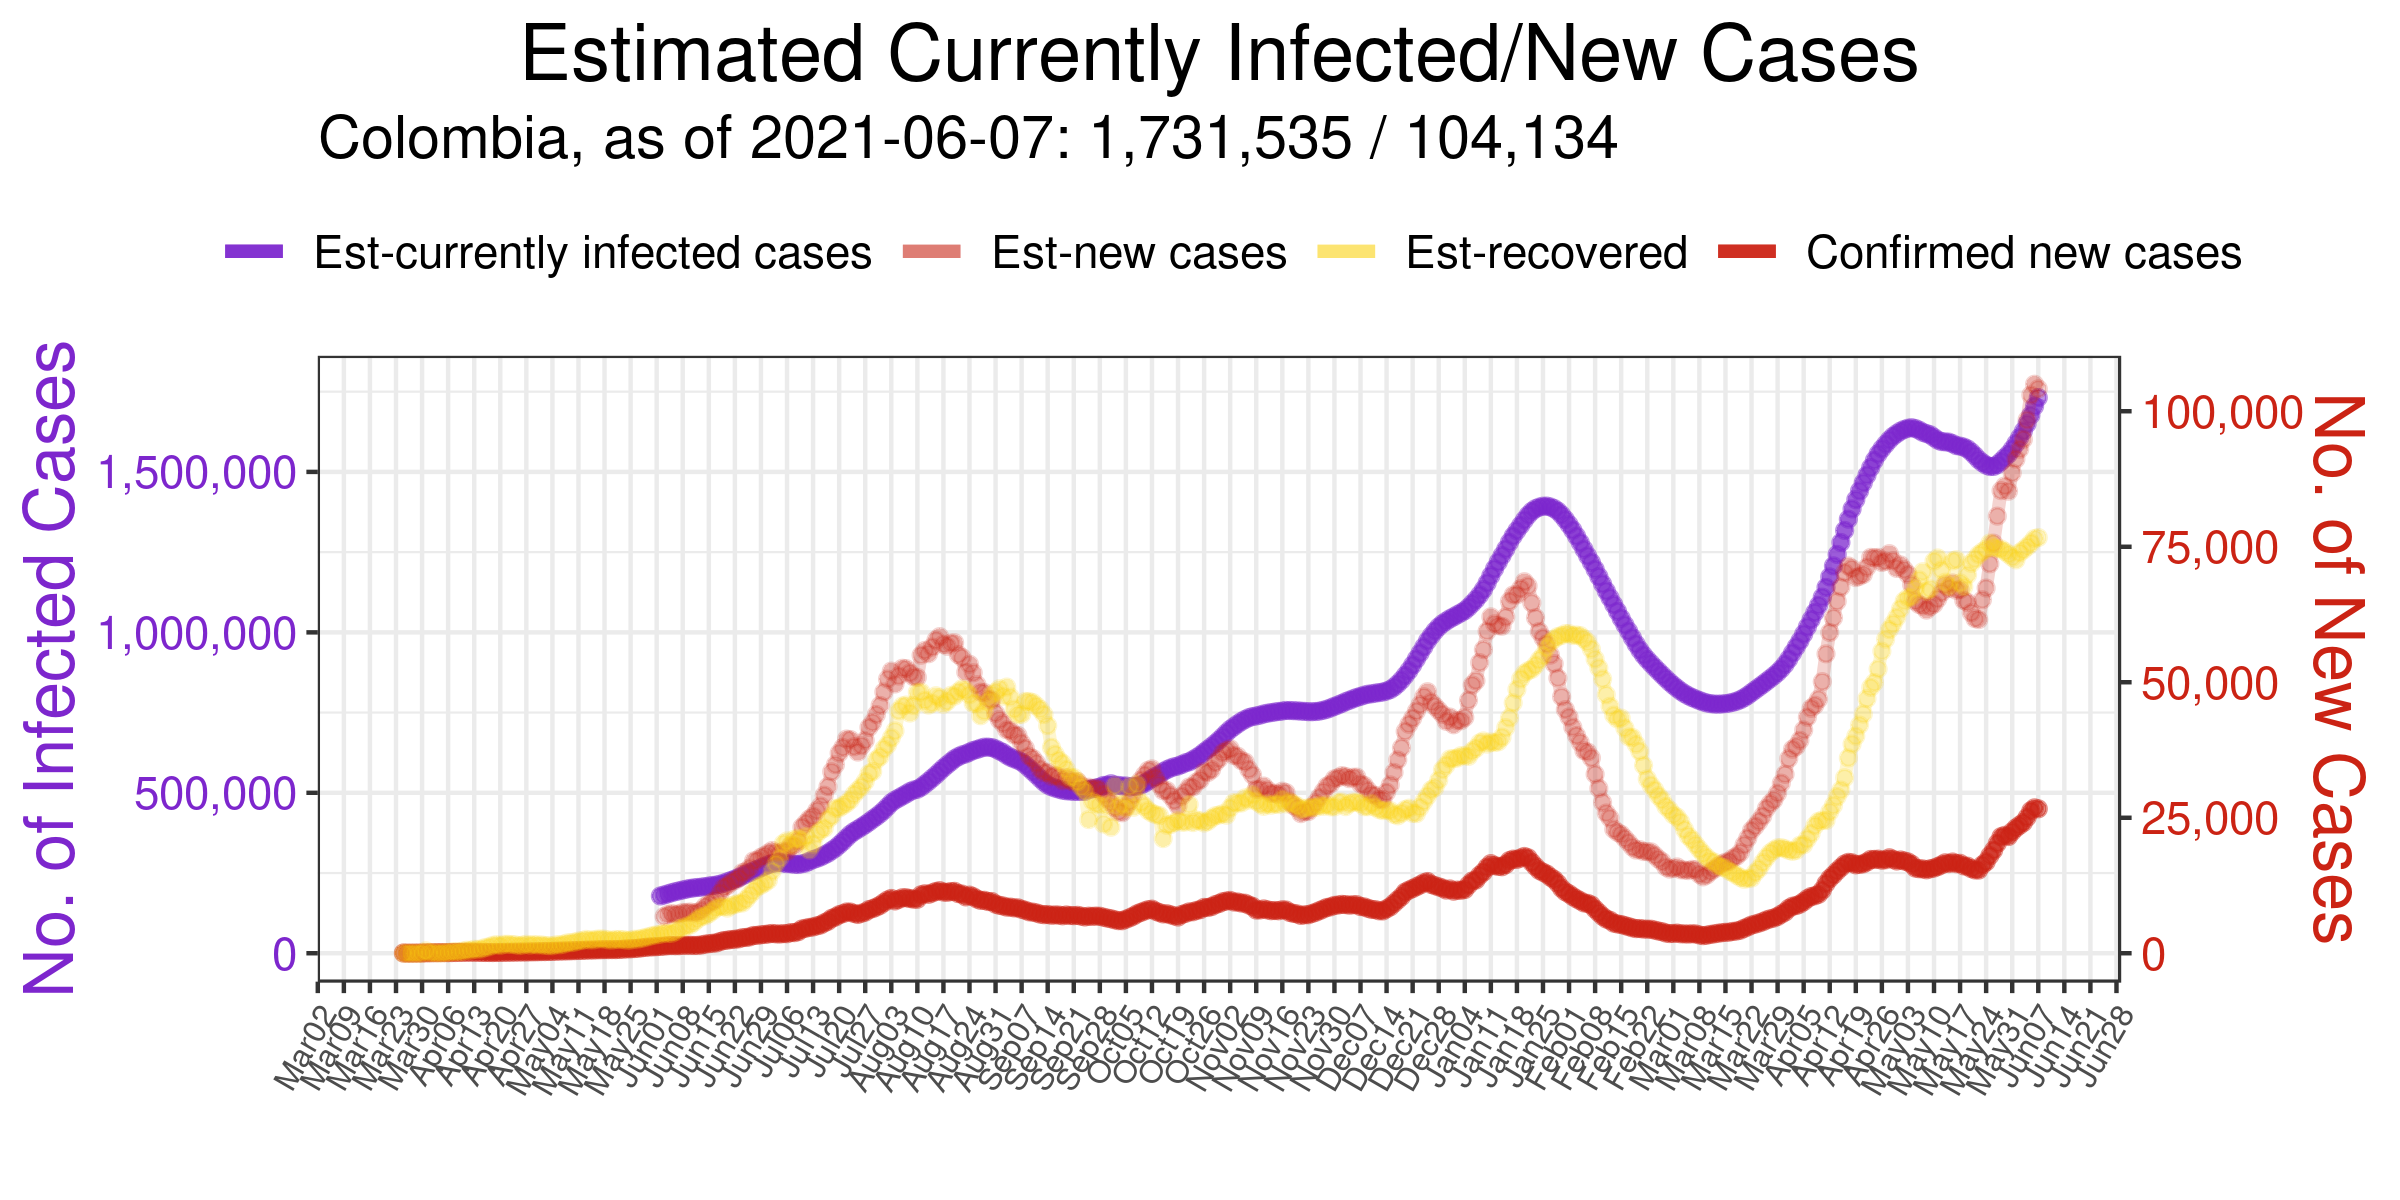 Estimated Currently Infected/New Cases
Colombia, as of 2021-06-07: 1,731,535 / 104,134
Est-currently infected cases Est-new cases Est-recovered Confirmed new cases
No. of Infected Cases
1,500,000
1,000,000
500,000
0
100,000
75,000
50,000
25,000
0
No. of New Cases
Mar02
Mar09
Mar16
Mar23
Mar30
Apr06
Apr13
Apr20
Apr27
May04
May11
May18
May25
Jun01
Jun08
Jun15
Jun22
Jun29
Jul06
Jul13
Jul20
Jul27
Aug03
Aug10
Aug17
Aug24
Aug31
Sep07
Sep14
Sep21
Sep28
Oct05
Oct12
Oct19
Oct26
Nov02
Nov09
Nov16
Nov23
Nov30
Dec07
Dec14
Dec21
Dec28
Jan04
Jan11
Jan18
Jan25
Feb01
Feb08
Feb15
Feb22
Mar01
Mar08
Mar15
Mar22
Mar29
Apr05
Apr12
Apr19
Apr26
May03
May10
May17
May24
May31
Jun07
Jun14
Jun21
Jun28